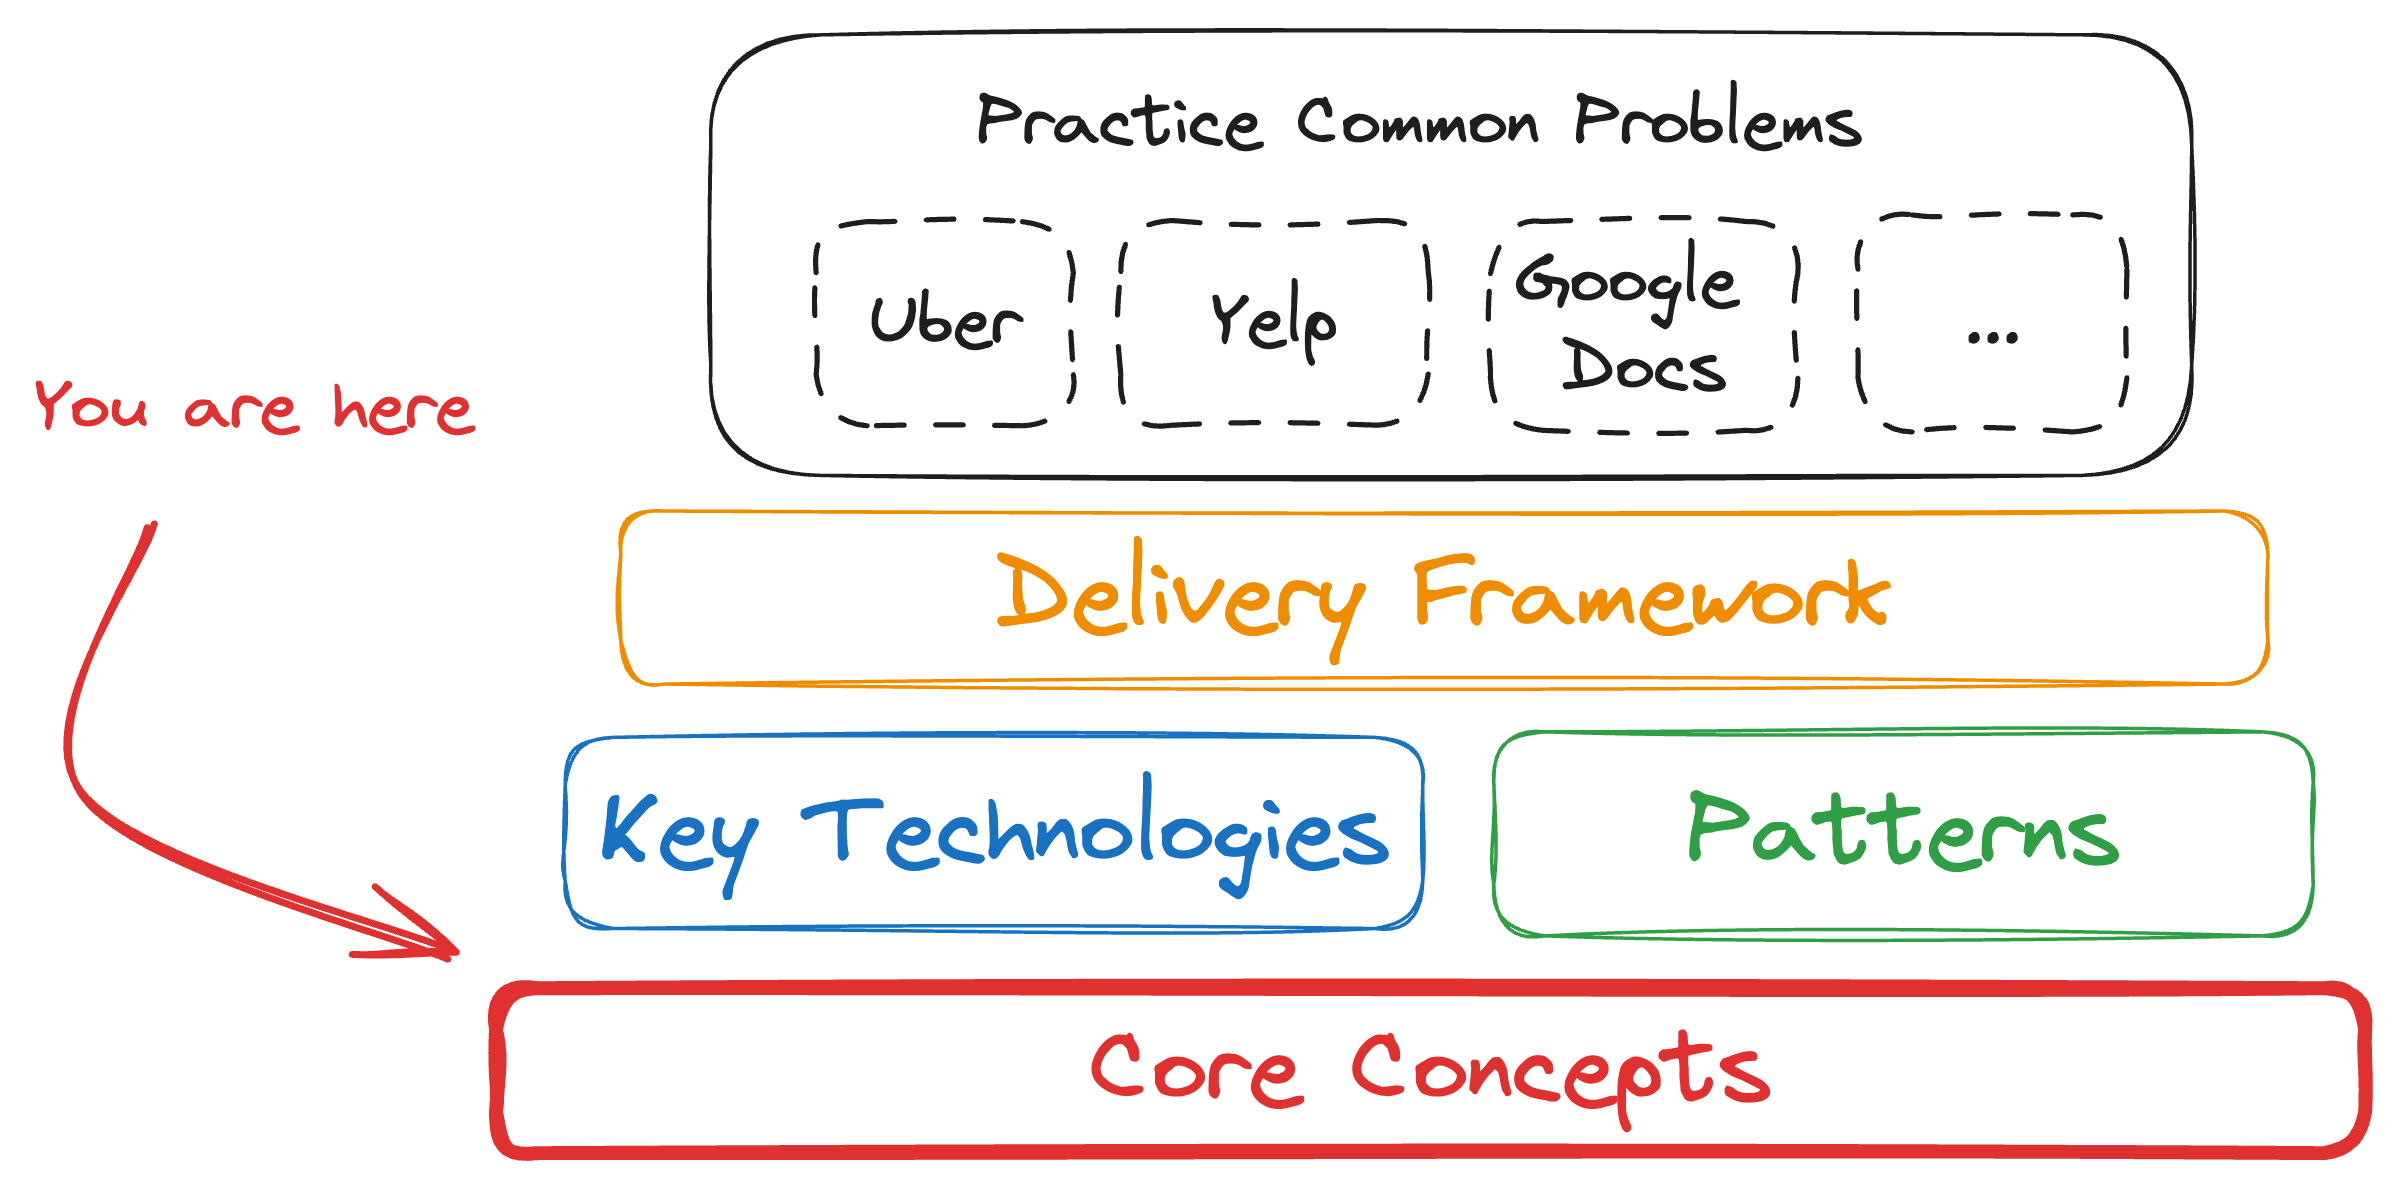 Practice Common Problems
Uber
Yelp
Google
Docs
...
You are here
Delivery Framework
Key Technologies
Patterns
Core Concepts